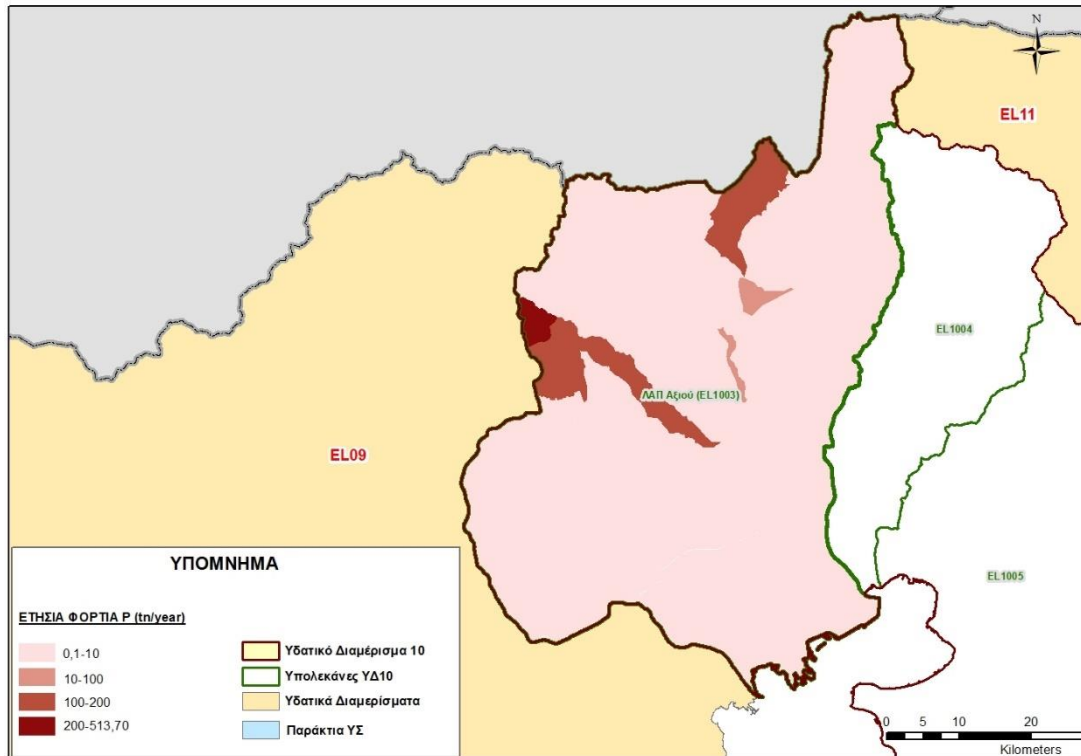 N
EL11
EL1004
ΛΑΠ Αξιού (EL1003)
EL09
EL1005
ΥΠΟΜΝΗΜΑ
ΕΤΗΣΙΑ ΦΟΡΤΙΑ P (tn/year)
0,1-10
10-100
100-200
200-513,70
Υδατικό Διαμέρισμα 10
Υπολεκάνες ΥΔ10
Υδατικά Διαμερίσματα
Παράκτια ΥΣ
0 5 10 20
Kilometers